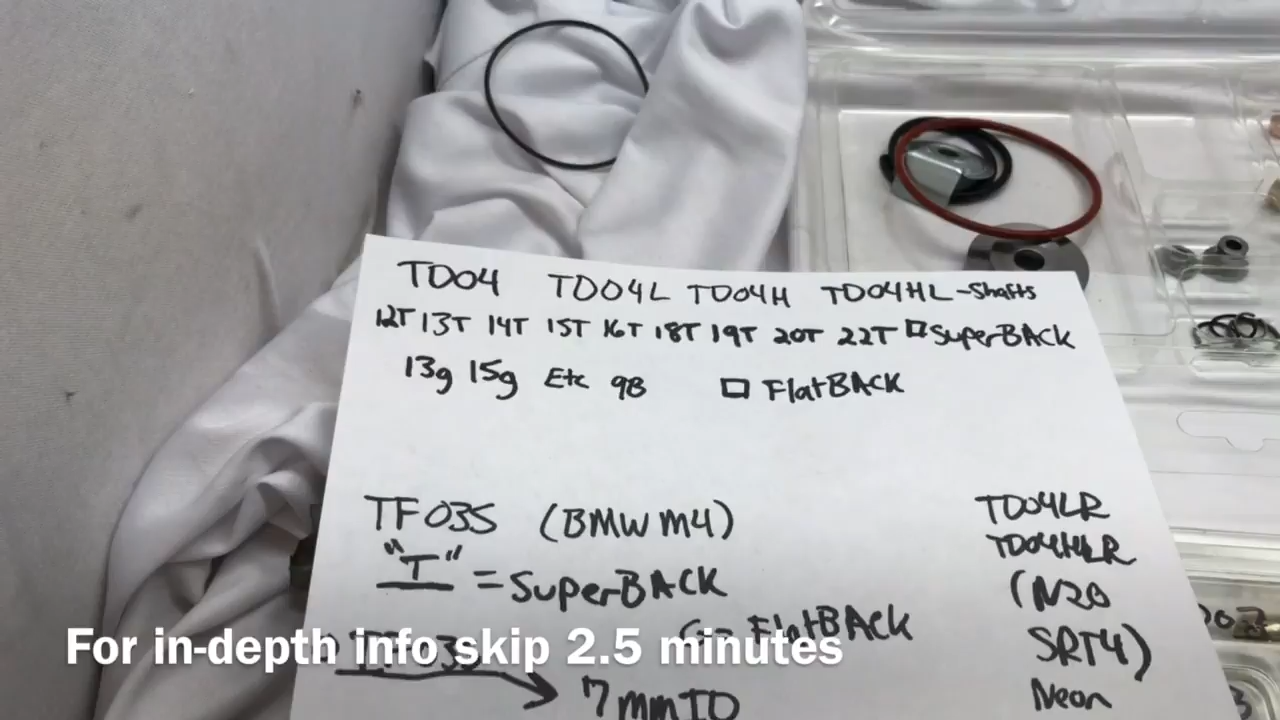 TD04 TD04L TD04H TD04HL-Shafts
12T 13T 14T 15T 16T 18T 19T 20T 22T □ SuperBACK
13g 15g Etc 9B □ FlatBACK
TF035 (BMW M4)
"T" = SuperBACK
G = FlatBACK
TF035
7mm ID
TD04LR
TD04HLR
(N20
SRT4)
Neon
For in-depth info skip 2.5 minutes